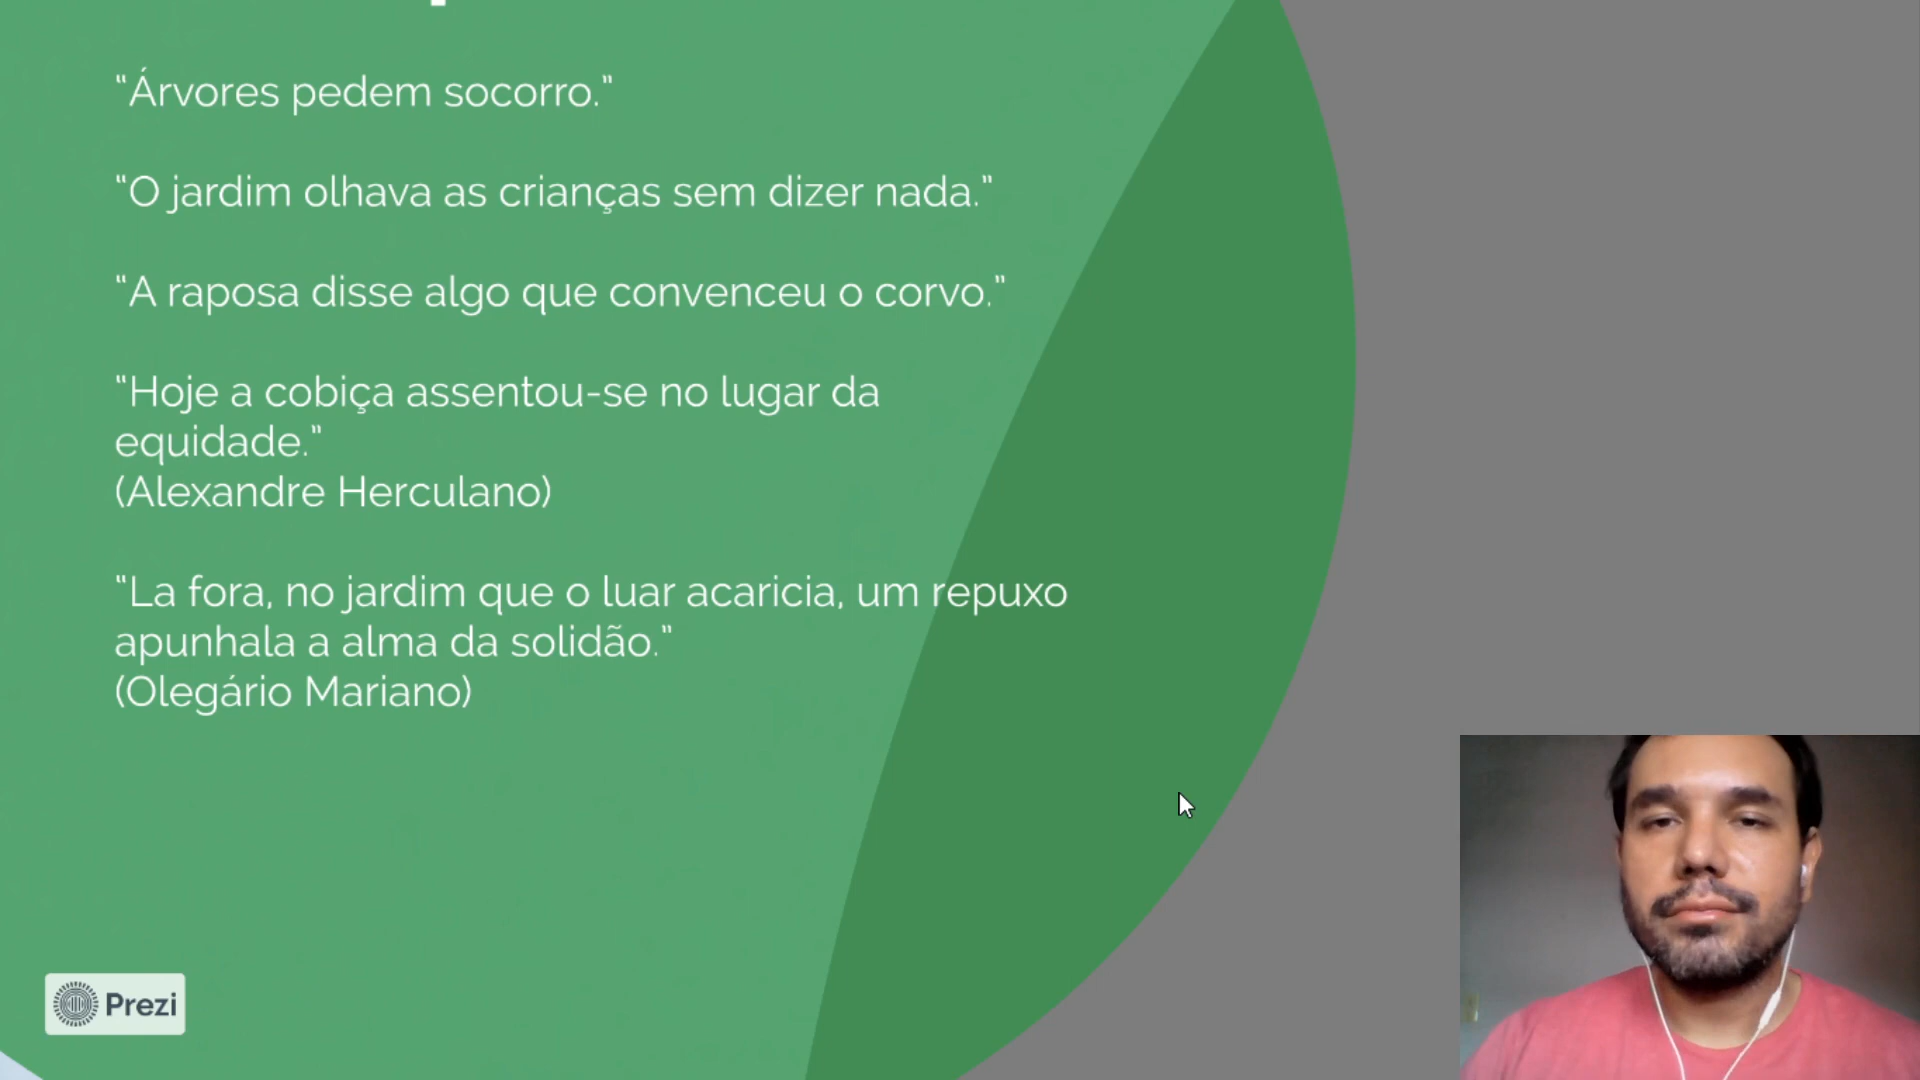 “Árvores pedem socorro.”
“O jardim olhava as crianças sem dizer nada.”
“A raposa disse algo que convenceu o corvo.”
“Hoje a cobiça assentou-se no lugar da
equidade.”
(Alexandre Herculano)
“La fora, no jardim que o luar acaricia, um repuxo
apunhala a alma da solidão.”
(Olegário Mariano)
Prezi